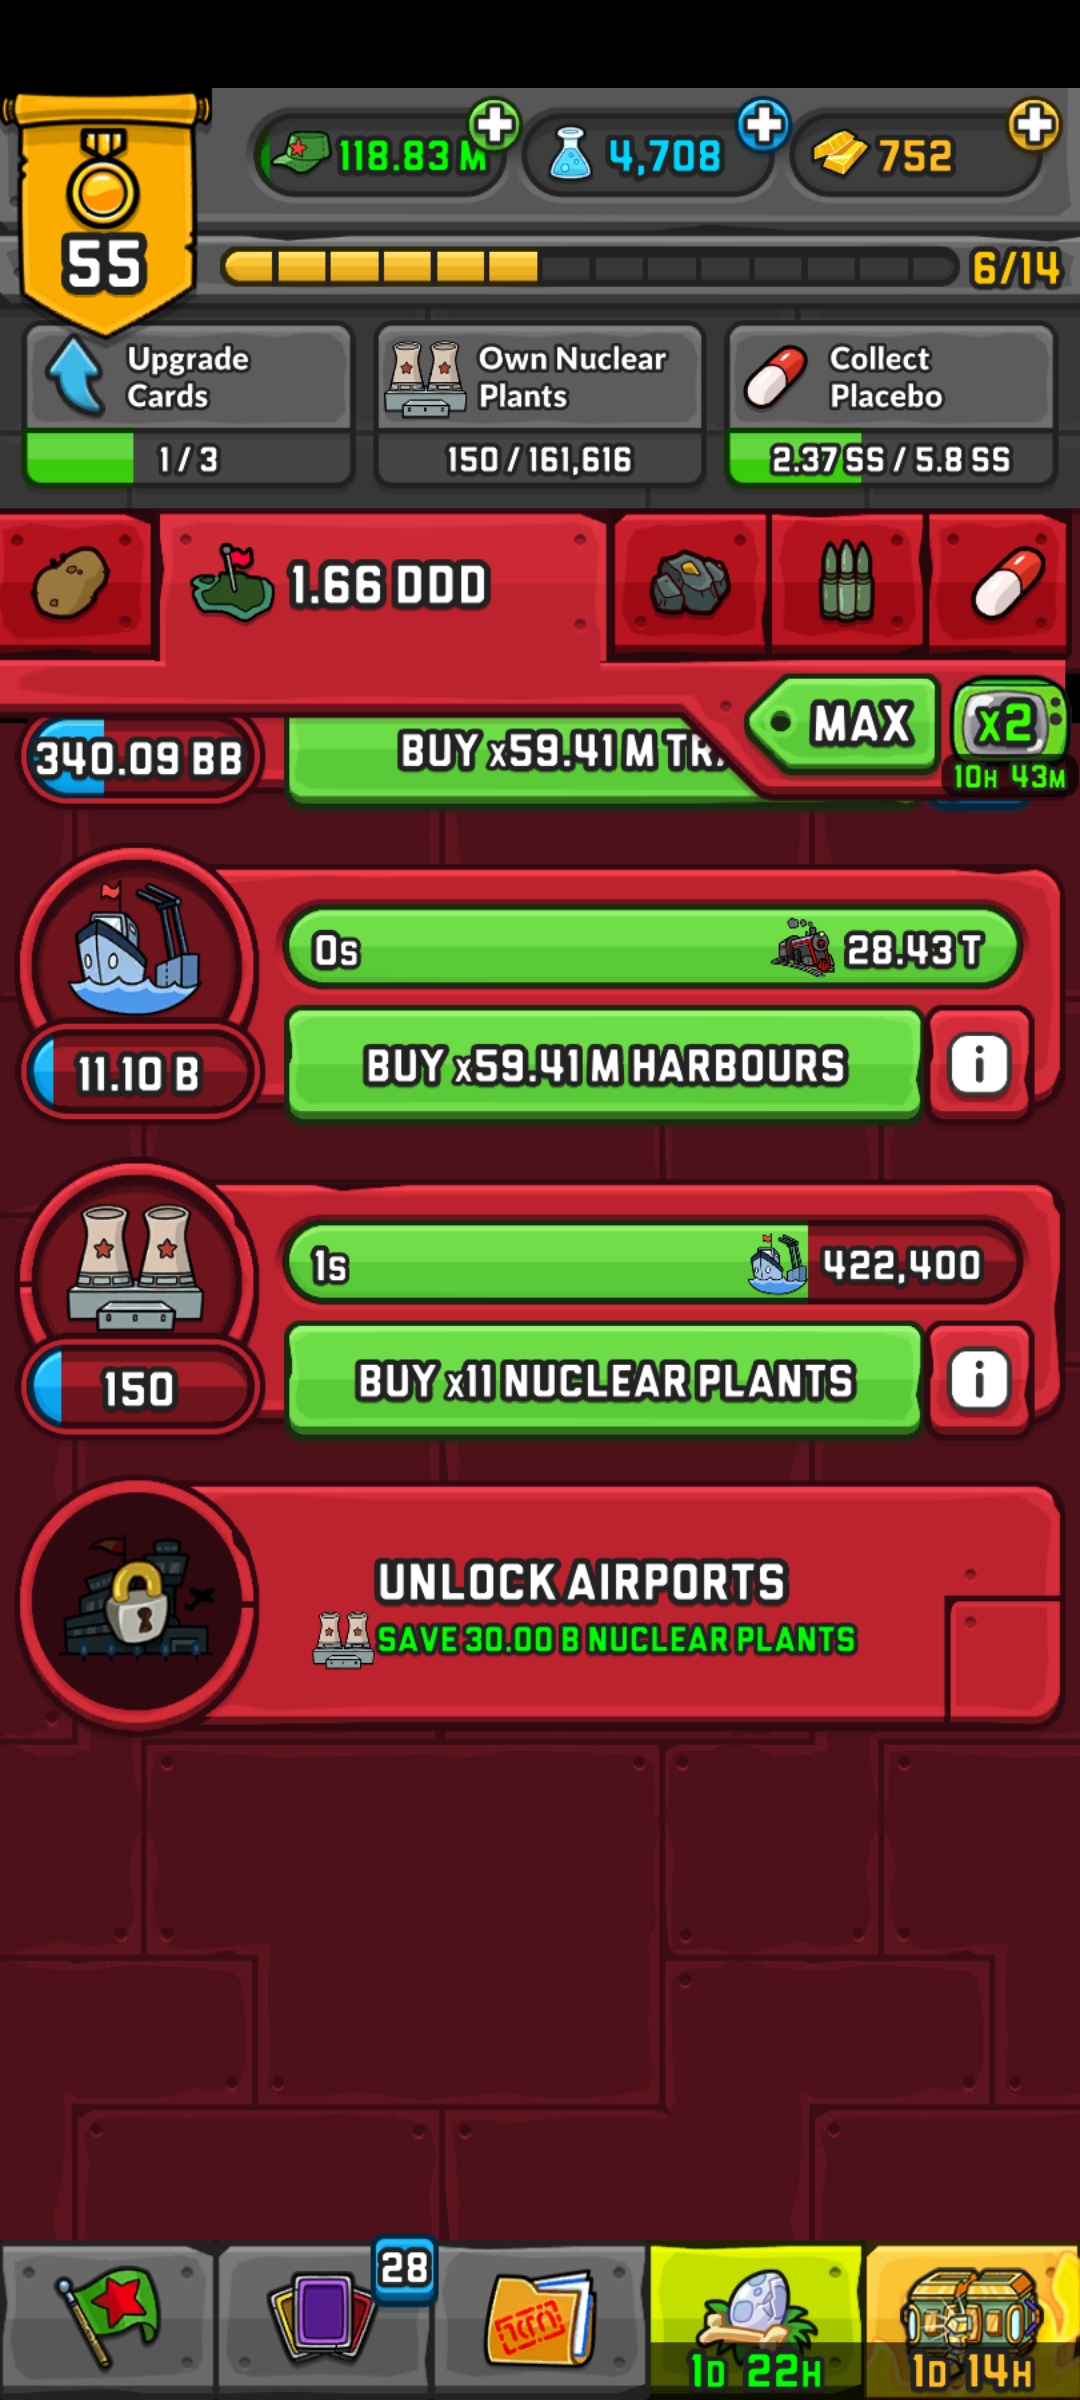 118.83 M
4,708
752
55
6/14
Upgrade
Cards
1 / 3
Own Nuclear
Plants
150 / 161,616
Collect
Placebo
2.37 SS / 5.8 SS
1.66 DDD
MAX
x2
10H 43M
340.09 BB
BUY x59.41 M
0s
28.43 T
11.10 B
BUY x59.41 M HARBOURS
i
1s
422,400
150
BUY x11 NUCLEAR PLANTS
i
UNLOCK AIRPORTS
SAVE 30.00 B NUCLEAR PLANTS
28
1D 22H
1D 14H